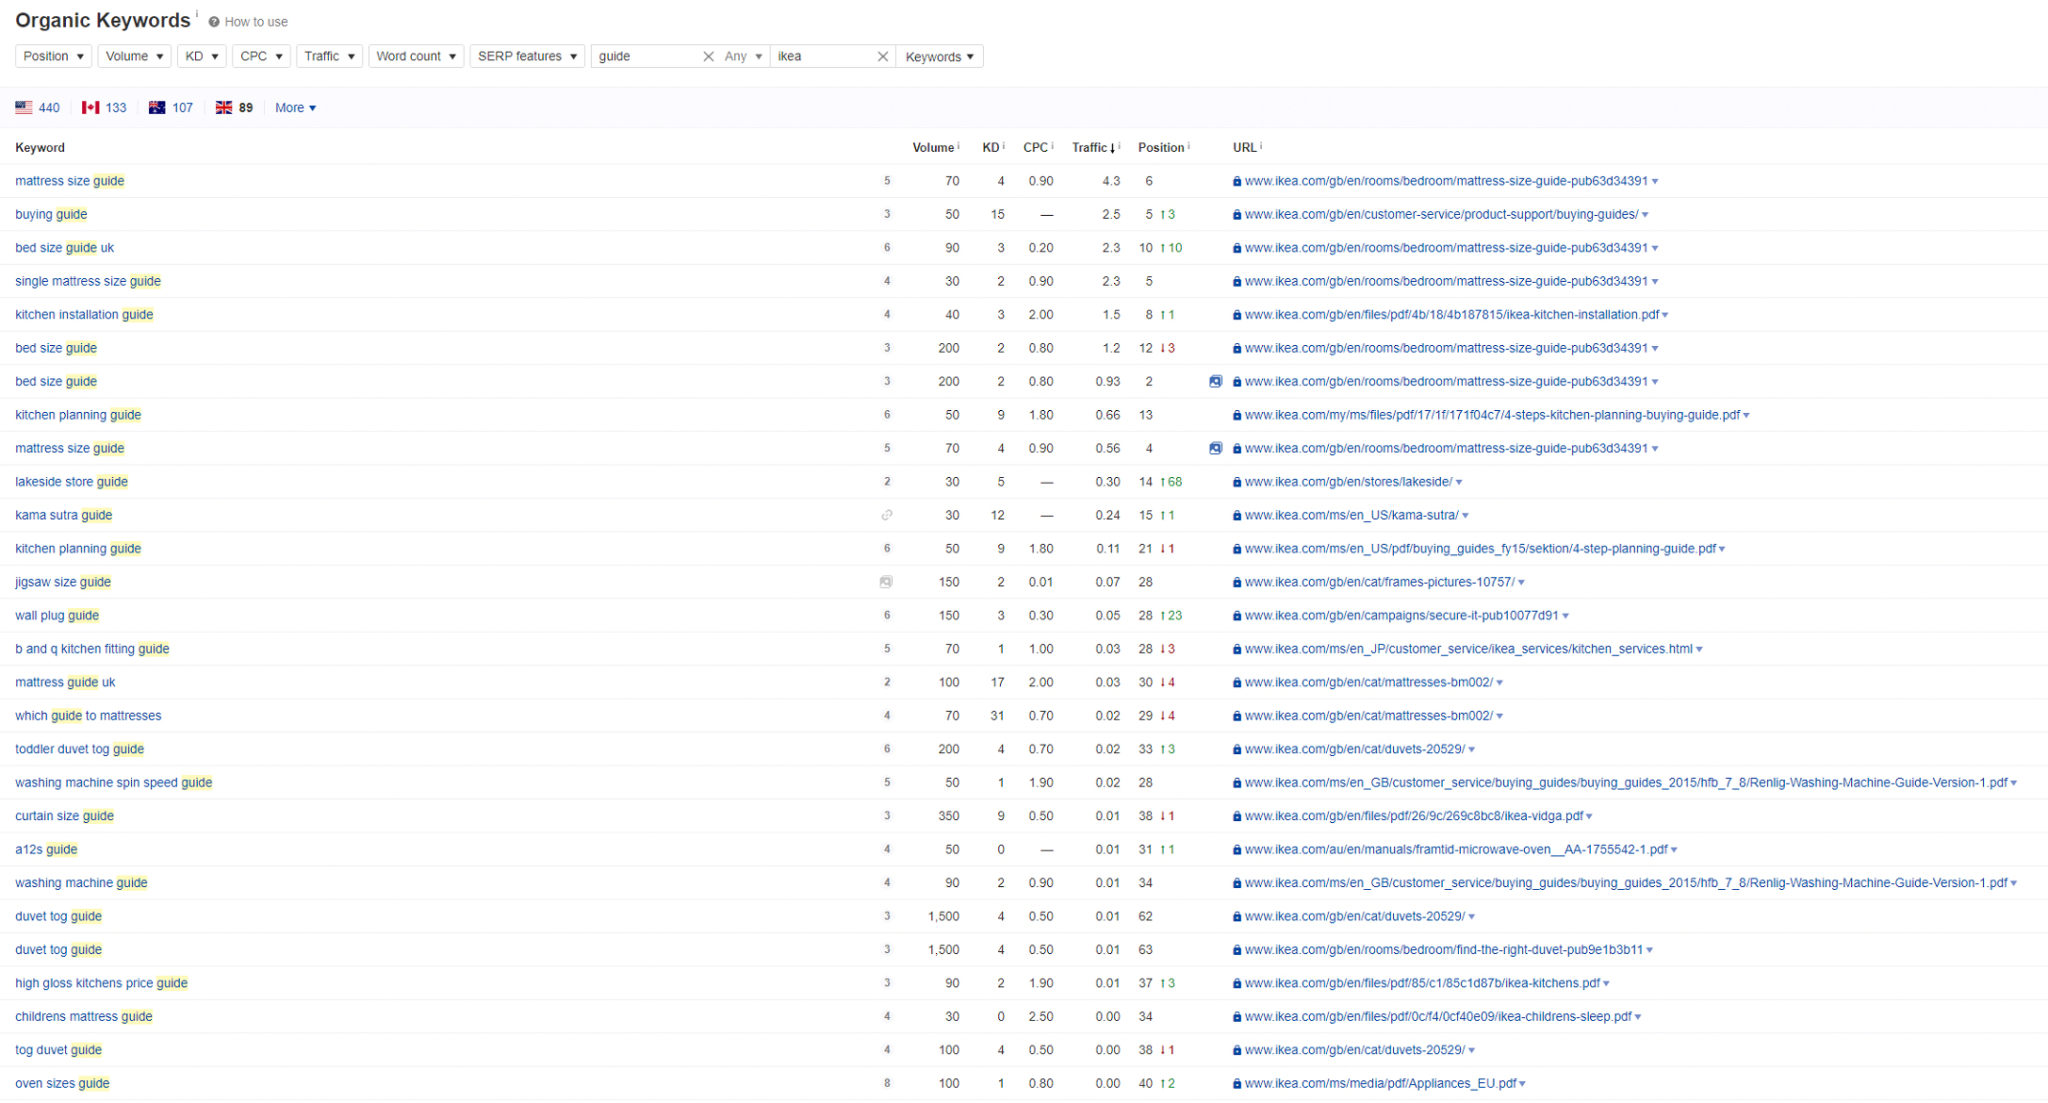 Organic Keywords i ? How to use
Position ▼ Volume ▼ KD ▼ CPC ▼ Traffic ▼ Word count ▼ SERP features ▼ guide × Any ▼ ikea × Keywords ▼
440 133 107 89 More ▼
Keyword Volume i KD i CPC i Traffic ↓ i Position i URL i
mattress size guide 5 70 4 0.90 4.3 6 www.ikea.com/gb/en/rooms/bedroom/mattress-size-guide-pub63d34391
buying guide 3 50 15 — 2.5 5 ↑3 www.ikea.com/gb/en/customer-service/product-support/buying-guides/
bed size guide uk 6 90 3 0.20 2.3 10 ↑10 www.ikea.com/gb/en/rooms/bedroom/mattress-size-guide-pub63d34391
single mattress size guide 4 30 2 0.90 2.3 5 www.ikea.com/gb/en/rooms/bedroom/mattress-size-guide-pub63d34391
kitchen installation guide 4 40 3 2.00 1.5 8 ↑1 www.ikea.com/gb/en/files/pdf/4b/18/4b187815/ikea-kitchen-installation.pdf
bed size guide 3 200 2 0.80 1.2 12 ↓3 www.ikea.com/gb/en/rooms/bedroom/mattress-size-guide-pub63d34391
bed size guide 3 200 2 0.80 0.93 2 www.ikea.com/gb/en/rooms/bedroom/mattress-size-guide-pub63d34391
kitchen planning guide 6 50 9 1.80 0.66 13 www.ikea.com/my/ms/files/pdf/17/1f/171f04c7/4-steps-kitchen-planning-buying-guide.pdf
mattress size guide 5 70 4 0.90 0.56 4 www.ikea.com/gb/en/rooms/bedroom/mattress-size-guide-pub63d34391
lakeside store guide 2 30 5 — 0.30 14 ↑68 www.ikea.com/gb/en/stores/lakeside/
kama sutra guide 30 12 — 0.24 15 ↑1 www.ikea.com/ms/en_US/kama-sutra/
kitchen planning guide 6 50 9 1.80 0.11 21 ↓1 www.ikea.com/ms/en_US/pdf/buying_guides_fy15/sektion/4-step-planning-guide.pdf
jigsaw size guide 150 2 0.01 0.07 28 www.ikea.com/gb/en/cat/frames-pictures-10757/
wall plug guide 6 150 3 0.30 0.05 28 ↑23 www.ikea.com/gb/en/campaigns/secure-it-pub10077d91
b and q kitchen fitting guide 5 70 1 1.00 0.03 28 ↓3 www.ikea.com/ms/en_JP/customer_service/ikea_services/kitchen_services.html
mattress guide uk 2 100 17 2.00 0.03 30 ↓4 www.ikea.com/gb/en/cat/mattresses-bm002/
which guide to mattresses 4 70 31 0.70 0.02 29 ↓4 www.ikea.com/gb/en/cat/mattresses-bm002/
toddler duvet tog guide 6 200 4 0.70 0.02 33 ↑3 www.ikea.com/gb/en/cat/duvets-20529/
washing machine spin speed guide 5 50 1 1.90 0.02 28 www.ikea.com/ms/en_GB/customer_service/buying_guides/buying_guides_2015/hfb_7_8/Renlig-Washing-Machine-Guide-Version-1.pdf
curtain size guide 3 350 9 0.50 0.01 38 ↓1 www.ikea.com/gb/en/files/pdf/26/9c/269c8bc8/ikea-vidga.pdf
a12s guide 4 50 0 — 0.01 31 ↑1 www.ikea.com/au/en/manuals/framtid-microwave-oven__AA-1755542-1.pdf
washing machine guide 4 90 2 0.90 0.01 34 www.ikea.com/ms/en_GB/customer_service/buying_guides/buying_guides_2015/hfb_7_8/Renlig-Washing-Machine-Guide-Version-1.pdf
duvet tog guide 3 1,500 4 0.50 0.01 62 www.ikea.com/gb/en/cat/duvets-20529/
duvet tog guide 3 1,500 4 0.50 0.01 63 www.ikea.com/gb/en/rooms/bedroom/find-the-right-duvet-pub9e1b3b11
high gloss kitchens price guide 3 90 2 1.90 0.01 37 ↑3 www.ikea.com/gb/en/files/pdf/85/c1/85c1d87b/ikea-kitchens.pdf
childrens mattress guide 4 30 0 2.50 0.00 34 www.ikea.com/gb/en/files/pdf/0c/f4/0cf40e09/ikea-childrens-sleep.pdf
tog duvet guide 4 100 4 0.50 0.00 38 ↓1 www.ikea.com/gb/en/cat/duvets-20529/
oven sizes guide 8 100 1 0.80 0.00 40 ↑2 www.ikea.com/ms/media/pdf/Appliances_EU.pdf